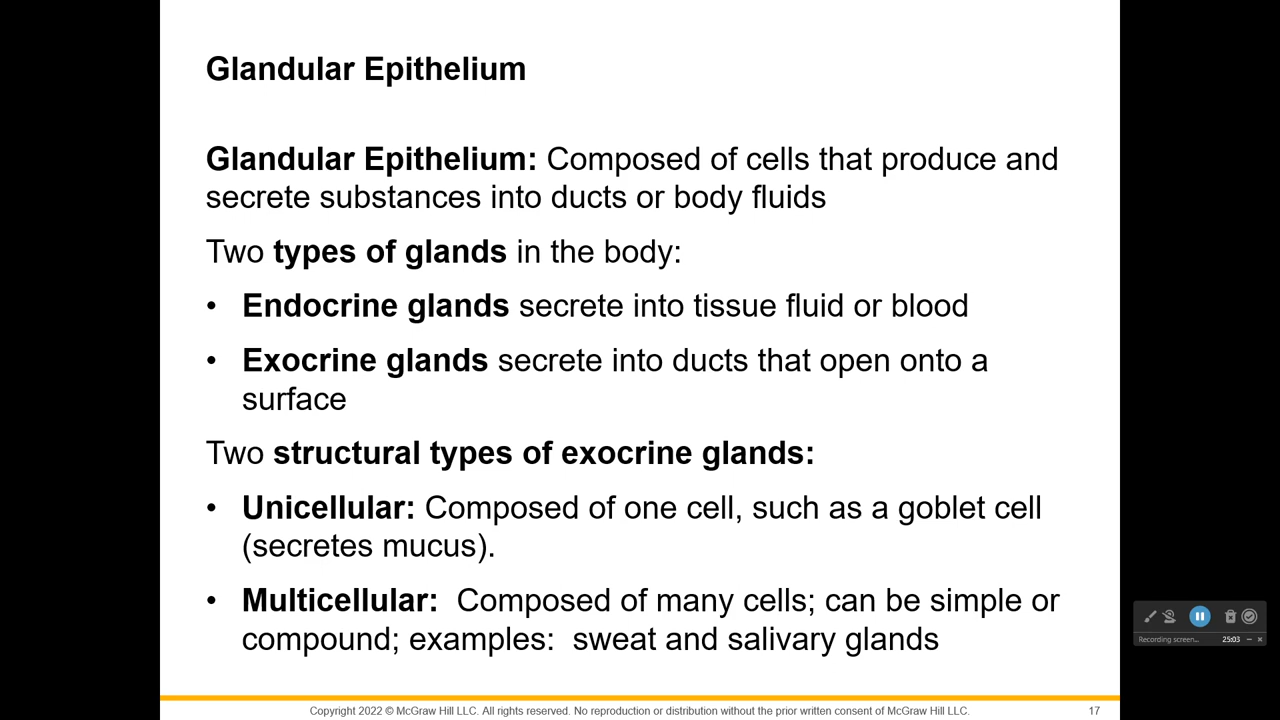 Glandular Epithelium
Glandular Epithelium: Composed of cells that produce and
secrete substances into ducts or body fluids
Two types of glands in the body:
• Endocrine glands secrete into tissue fluid or blood
• Exocrine glands secrete into ducts that open onto a
surface
Two structural types of exocrine glands:
• Unicellular: Composed of one cell, such as a goblet cell
(secretes mucus).
• Multicellular: Composed of many cells; can be simple or
compound; examples: sweat and salivary glands
Recording screen... 25:03
Copyright 2022 © McGraw Hill LLC. All rights reserved. No reproduction or distribution without the prior written consent of McGraw Hill LLC. 17